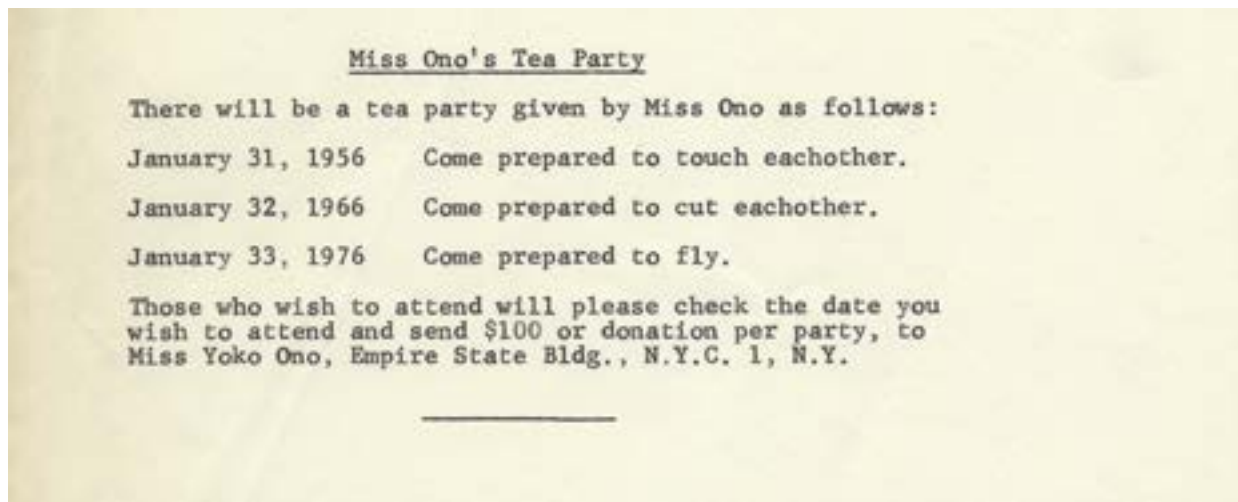 Miss Ono's Tea Party
There will be a tea party given by Miss Ono as follows:
January 31, 1956 Come prepared to touch eachother.
January 32, 1966 Come prepared to cut eachother.
January 33, 1976 Come prepared to fly.
Those who wish to attend will please check the date you
wish to attend and send $100 or donation per party, to
Miss Yoko Ono, Empire State Bldg., N.Y.C. 1, N.Y.